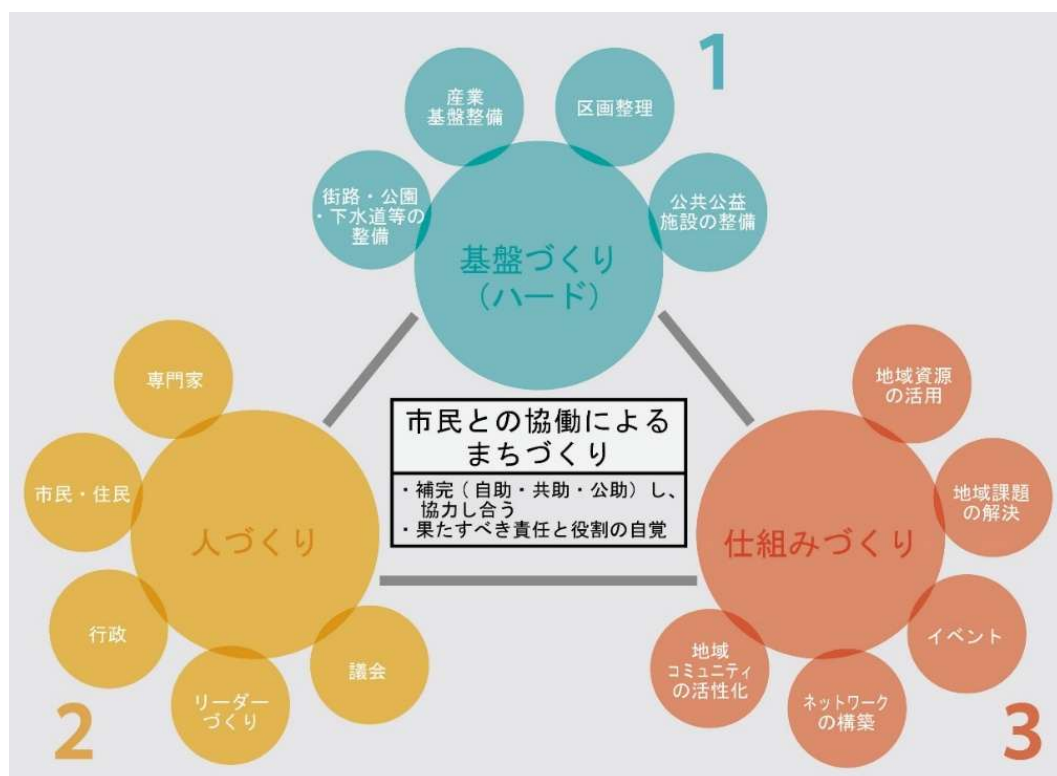 1
産業
基盤整備
区画整理
街路・公園
・下水道等の
整備
公共公益
施設の整備
基盤づくり
(ハード)
市民との協働による
まちづくり
・補完(自助・共助・公助)し、
協力し合う
・果たすべき責任と役割の自覚
専門家
市民・住民
人づくり
行政
リーダー
づくり
議会
2
地域資源
の活用
地域課題
の解決
仕組みづくり
イベント
地域
コミュニティ
の活性化
ネットワーク
の構築
3